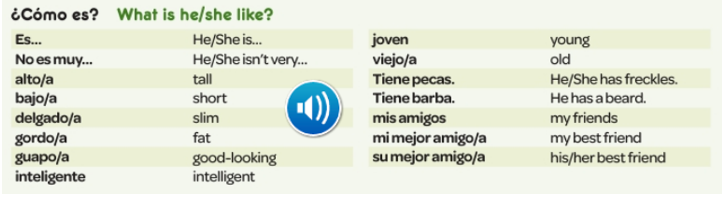 ¿Cómo es? What is he/she like?
Es... He/She is...
No es muy... He/She isn't very...
alto/a tall
bajo/a short
delgado/a slim
gordo/a fat
guapo/a good-looking
inteligente intelligent
joven young
viejo/a old
Tiene pecas. He/She has freckles.
Tiene barba. He has a beard.
mis amigos my friends
mi mejor amigo/a my best friend
su mejor amigo/a his/her best friend